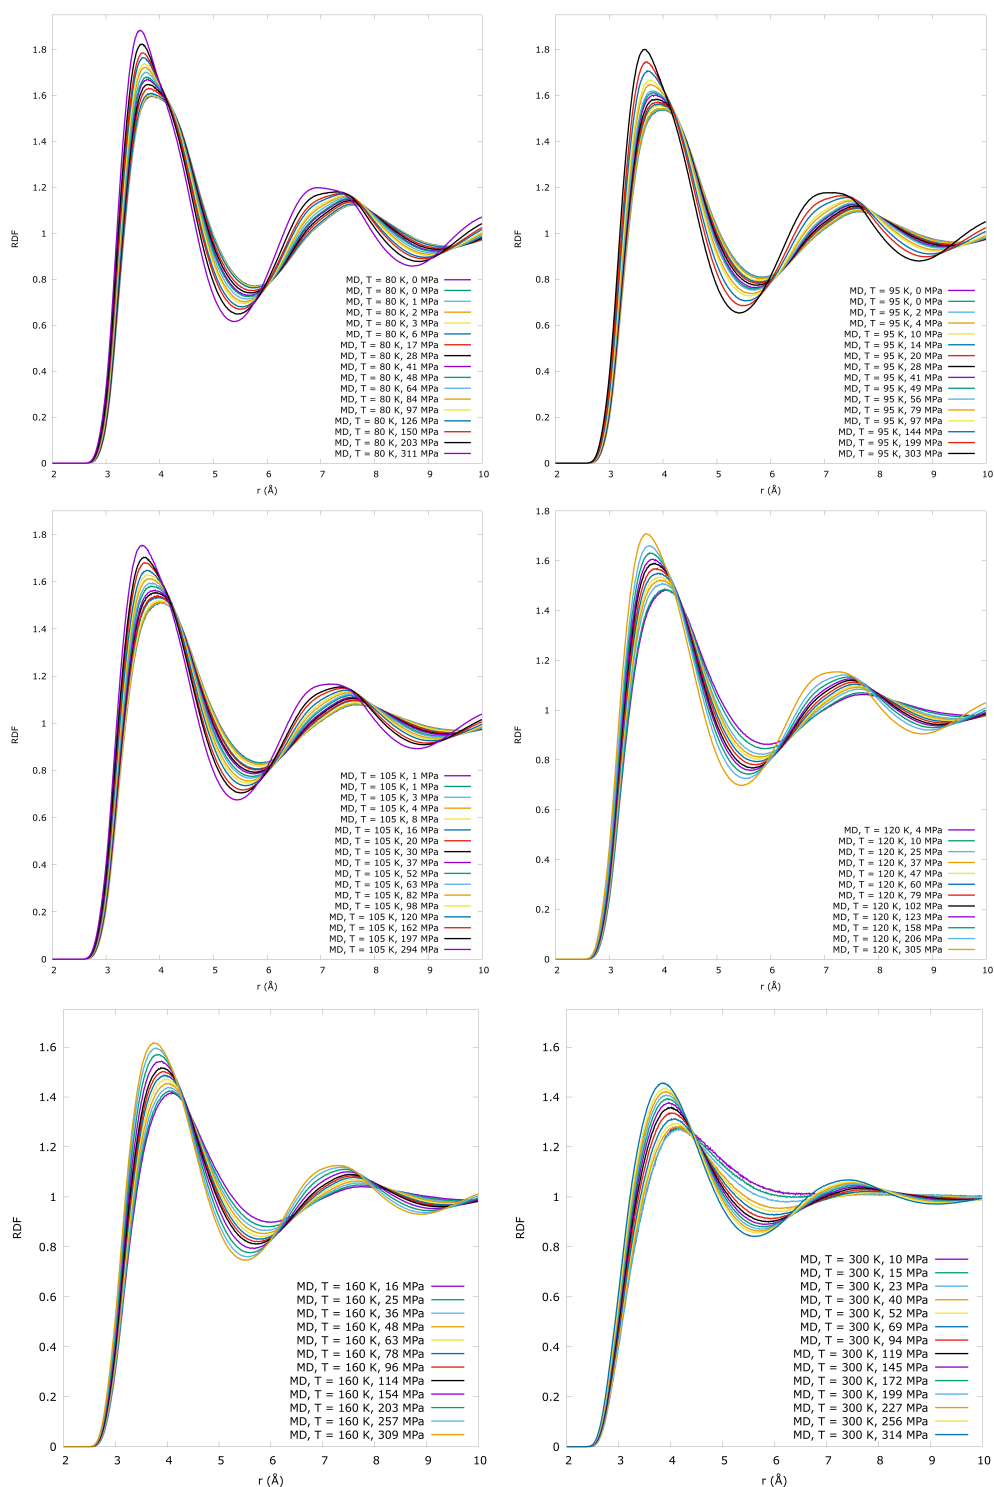 1.8
1.6
1.4
1.2
1
0.8
0.6
0.4
0.2
0
RDF
MD, T = 80 K, 0 MPa
MD, T = 80 K, 0 MPa
MD, T = 80 K, 1 MPa
MD, T = 80 K, 2 MPa
MD, T = 80 K, 3 MPa
MD, T = 80 K, 6 MPa
MD, T = 80 K, 17 MPa
MD, T = 80 K, 28 MPa
MD, T = 80 K, 41 MPa
MD, T = 80 K, 48 MPa
MD, T = 80 K, 64 MPa
MD, T = 80 K, 84 MPa
MD, T = 80 K, 97 MPa
MD, T = 80 K, 126 MPa
MD, T = 80 K, 150 MPa
MD, T = 80 K, 203 MPa
MD, T = 80 K, 311 MPa
2 3 4 5 6 7 8 9 10
r (Å)
1.8
1.6
1.4
1.2
1
0.8
0.6
0.4
0.2
0
RDF
MD, T = 95 K, 0 MPa
MD, T = 95 K, 0 MPa
MD, T = 95 K, 2 MPa
MD, T = 95 K, 4 MPa
MD, T = 95 K, 10 MPa
MD, T = 95 K, 14 MPa
MD, T = 95 K, 20 MPa
MD, T = 95 K, 28 MPa
MD, T = 95 K, 41 MPa
MD, T = 95 K, 49 MPa
MD, T = 95 K, 56 MPa
MD, T = 95 K, 79 MPa
MD, T = 95 K, 97 MPa
MD, T = 95 K, 144 MPa
MD, T = 95 K, 199 MPa
MD, T = 95 K, 303 MPa
2 3 4 5 6 7 8 9 10
r (Å)
1.8
1.6
1.4
1.2
1
0.8
0.6
0.4
0.2
0
RDF
MD, T = 105 K, 1 MPa
MD, T = 105 K, 1 MPa
MD, T = 105 K, 3 MPa
MD, T = 105 K, 4 MPa
MD, T = 105 K, 8 MPa
MD, T = 105 K, 16 MPa
MD, T = 105 K, 20 MPa
MD, T = 105 K, 30 MPa
MD, T = 105 K, 37 MPa
MD, T = 105 K, 52 MPa
MD, T = 105 K, 63 MPa
MD, T = 105 K, 82 MPa
MD, T = 105 K, 98 MPa
MD, T = 105 K, 120 MPa
MD, T = 105 K, 162 MPa
MD, T = 105 K, 197 MPa
MD, T = 105 K, 294 MPa
2 3 4 5 6 7 8 9 10
r (Å)
1.8
1.6
1.4
1.2
1
0.8
0.6
0.4
0.2
0
RDF
MD, T = 120 K, 4 MPa
MD, T = 120 K, 10 MPa
MD, T = 120 K, 25 MPa
MD, T = 120 K, 37 MPa
MD, T = 120 K, 47 MPa
MD, T = 120 K, 60 MPa
MD, T = 120 K, 79 MPa
MD, T = 120 K, 102 MPa
MD, T = 120 K, 123 MPa
MD, T = 120 K, 158 MPa
MD, T = 120 K, 206 MPa
MD, T = 120 K, 305 MPa
2 3 4 5 6 7 8 9 10
r (Å)
1.6
1.4
1.2
1
0.8
0.6
0.4
0.2
0
RDF
MD, T = 160 K, 16 MPa
MD, T = 160 K, 25 MPa
MD, T = 160 K, 36 MPa
MD, T = 160 K, 48 MPa
MD, T = 160 K, 63 MPa
MD, T = 160 K, 78 MPa
MD, T = 160 K, 96 MPa
MD, T = 160 K, 114 MPa
MD, T = 160 K, 154 MPa
MD, T = 160 K, 203 MPa
MD, T = 160 K, 257 MPa
MD, T = 160 K, 309 MPa
2 3 4 5 6 7 8 9 10
r (Å)
1.6
1.4
1.2
1
0.8
0.6
0.4
0.2
0
RDF
MD, T = 300 K, 10 MPa
MD, T = 300 K, 15 MPa
MD, T = 300 K, 23 MPa
MD, T = 300 K, 40 MPa
MD, T = 300 K, 52 MPa
MD, T = 300 K, 69 MPa
MD, T = 300 K, 94 MPa
MD, T = 300 K, 119 MPa
MD, T = 300 K, 145 MPa
MD, T = 300 K, 172 MPa
MD, T = 300 K, 199 MPa
MD, T = 300 K, 227 MPa
MD, T = 300 K, 256 MPa
MD, T = 300 K, 314 MPa
2 3 4 5 6 7 8 9 10
r (Å)